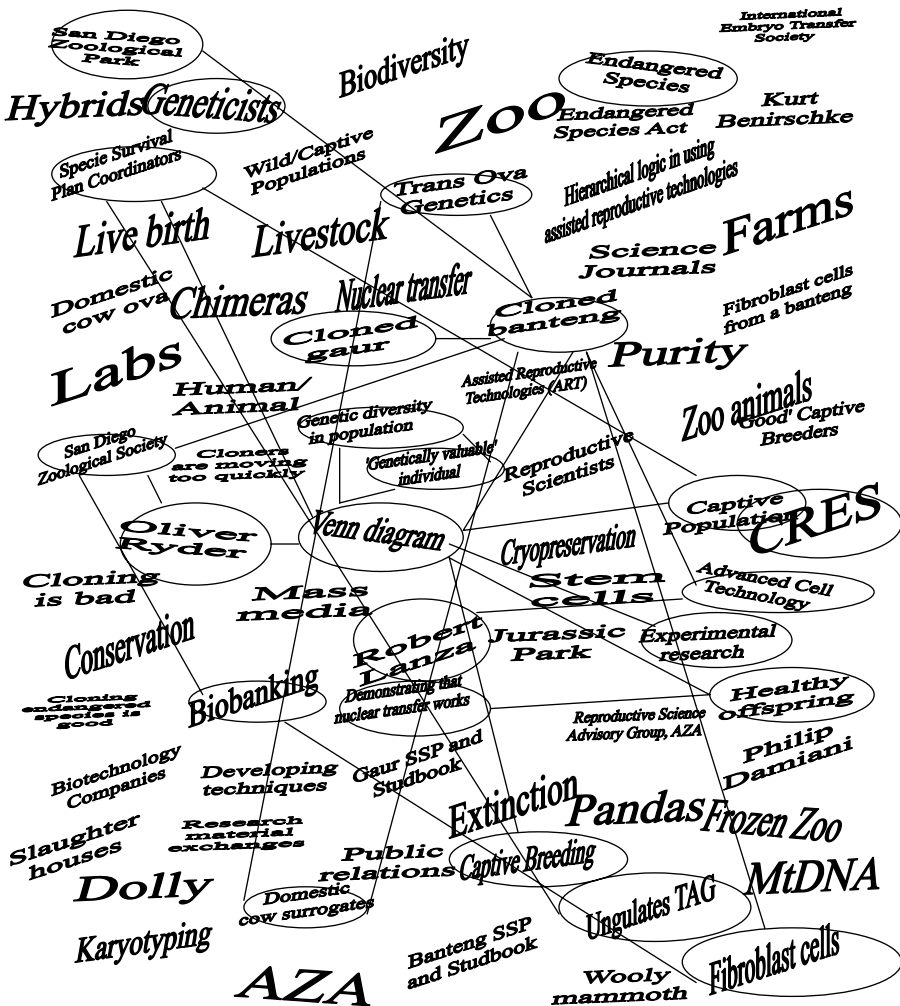 International
Embryo Transfer
Society
San Diego
Zoological
Park
Biodiversity
Endangered
Species
Hybrids
Geneticists
Zoo
Endangered
Species Act
Kurt
Benirschke
Specie Survival
Plan Coordinators
Wild/Captive
Populations
Trans Ova
Genetics
Hierarchical logic in using
assisted reproductive technologies
Live birth
Livestock
Science
Journals
Farms
Domestic
cow ova
Chimeras
Nuclear transfer
Cloned
banteng
Fibroblast cells
from a banteng
Cloned
gaur
Labs
Purity
Human/
Animal
Assisted Reproductive
Technologies (ART)
Zoo animals
'Good' Captive
Breeders
Genetic diversity
in population
San Diego
Zoological Society
Cloners
are moving
too quickly
'Genetically valuable'
individual
Reproductive
Scientists
Captive
Population
CRES
Oliver
Ryder
Venn diagram
Cryopreservation
Cloning
is bad
Mass
media
Stem
cells
Advanced Cell
Technology
Conservation
Robert
Lanza
Jurassic
Park
Experimental
research
Cloning
endangered
species is
good
Biobanking
Demonstrating that
nuclear transfer works
Healthy
offspring
Reproductive Science
Advisory Group, AZA
Philip
Damiani
Biotechnology
Companies
Developing
techniques
Gaur SSP and
Studbook
Extinction
Pandas
Frozen Zoo
Slaughter
houses
Research
material
exchanges
Public
relations
Captive Breeding
Dolly
Domestic
cow surrogates
Ungulates TAG
MtDNA
Karyotyping
Banteng SSP
and Studbook
AZA
Wooly
mammoth
Fibroblast cells